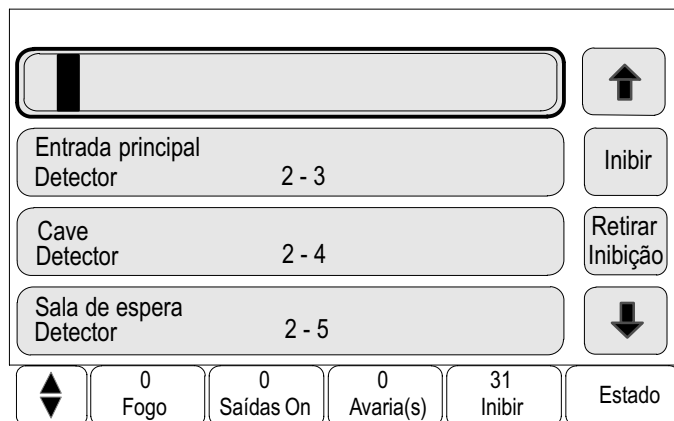 Entrada principal
Detector 2 - 3
Inibir
Cave
Detector 2 - 4
Retirar
Inibição
Sala de espera
Detector 2 - 5
0
Fogo
0
Saídas On
0
Avaria(s)
31
Inibir
Estado